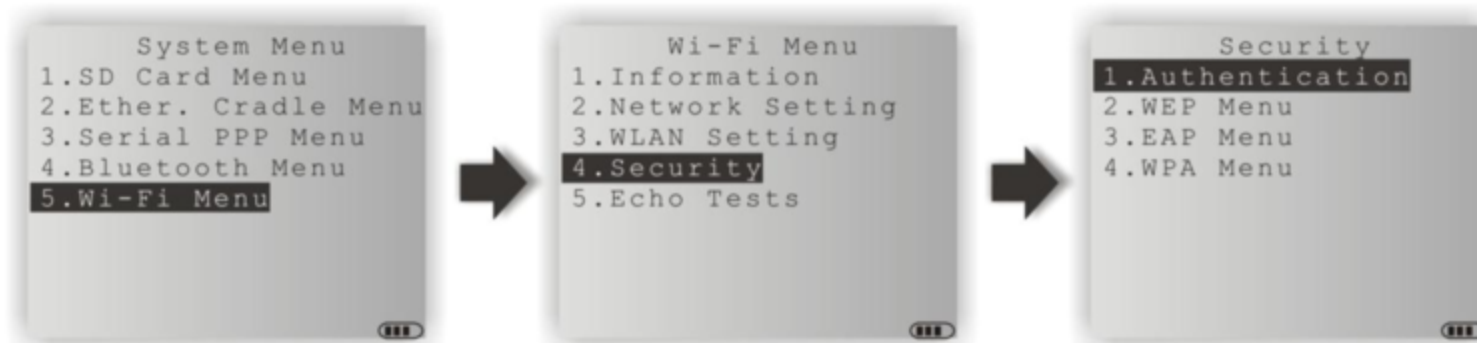 System Menu
1.SD Card Menu
2.Ether. Cradle Menu
3.Serial PPP Menu
4.Bluetooth Menu
5.Wi-Fi Menu
Wi-Fi Menu
1.Information
2.Network Setting
3.WLAN Setting
4.Security
5.Echo Tests
Security
1.Authentication
2.WEP Menu
3.EAP Menu
4.WPA Menu